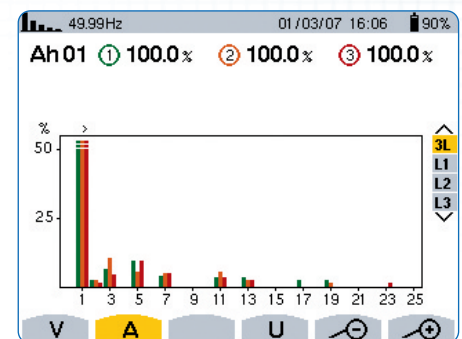 49.99Hz 01/03/07 16:06 90%
Ah 01 1 100.0 % 2 100.0 % 3 100.0 %
% >
50
3L
L1
L2
25
L3
1 3 5 7 9 11 13 15 17 19 21 23 25
V A U